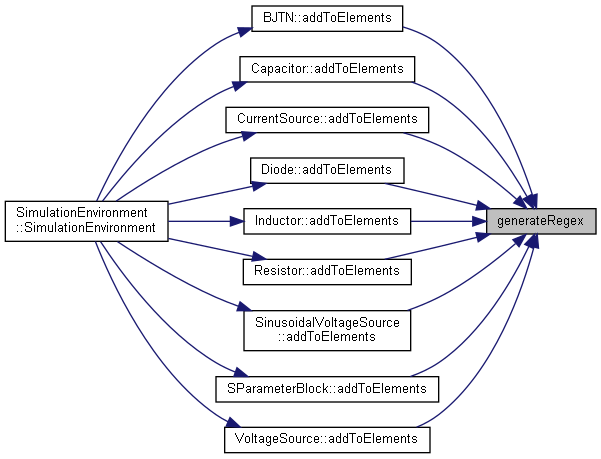 BJTN::addToElements
Capacitor::addToElements
CurrentSource::addToElements
Diode::addToElements
SimulationEnvironment
::SimulationEnvironment
Inductor::addToElements
generateRegex
Resistor::addToElements
SinusoidalVoltageSource
::addToElements
SParameterBlock::addToElements
VoltageSource::addToElements